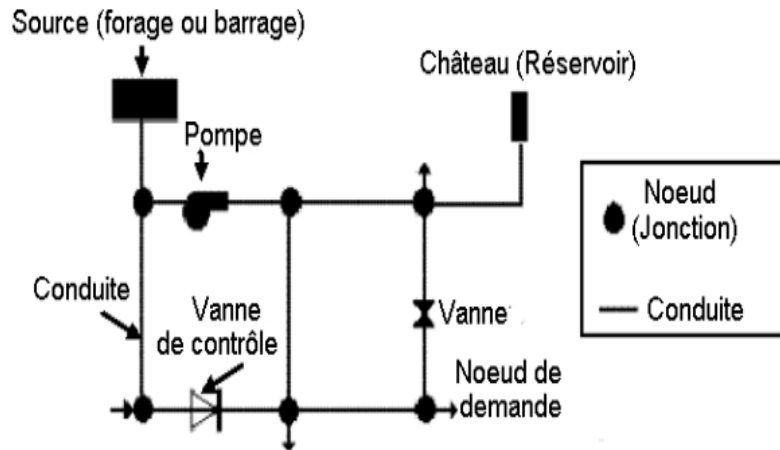 Source (forage ou barrage)
Château (Réservoir)
Pompe
Noeud
(Jonction)
Conduite
Vanne
de contrôle
Vanne
Conduite
Noeud de
demande